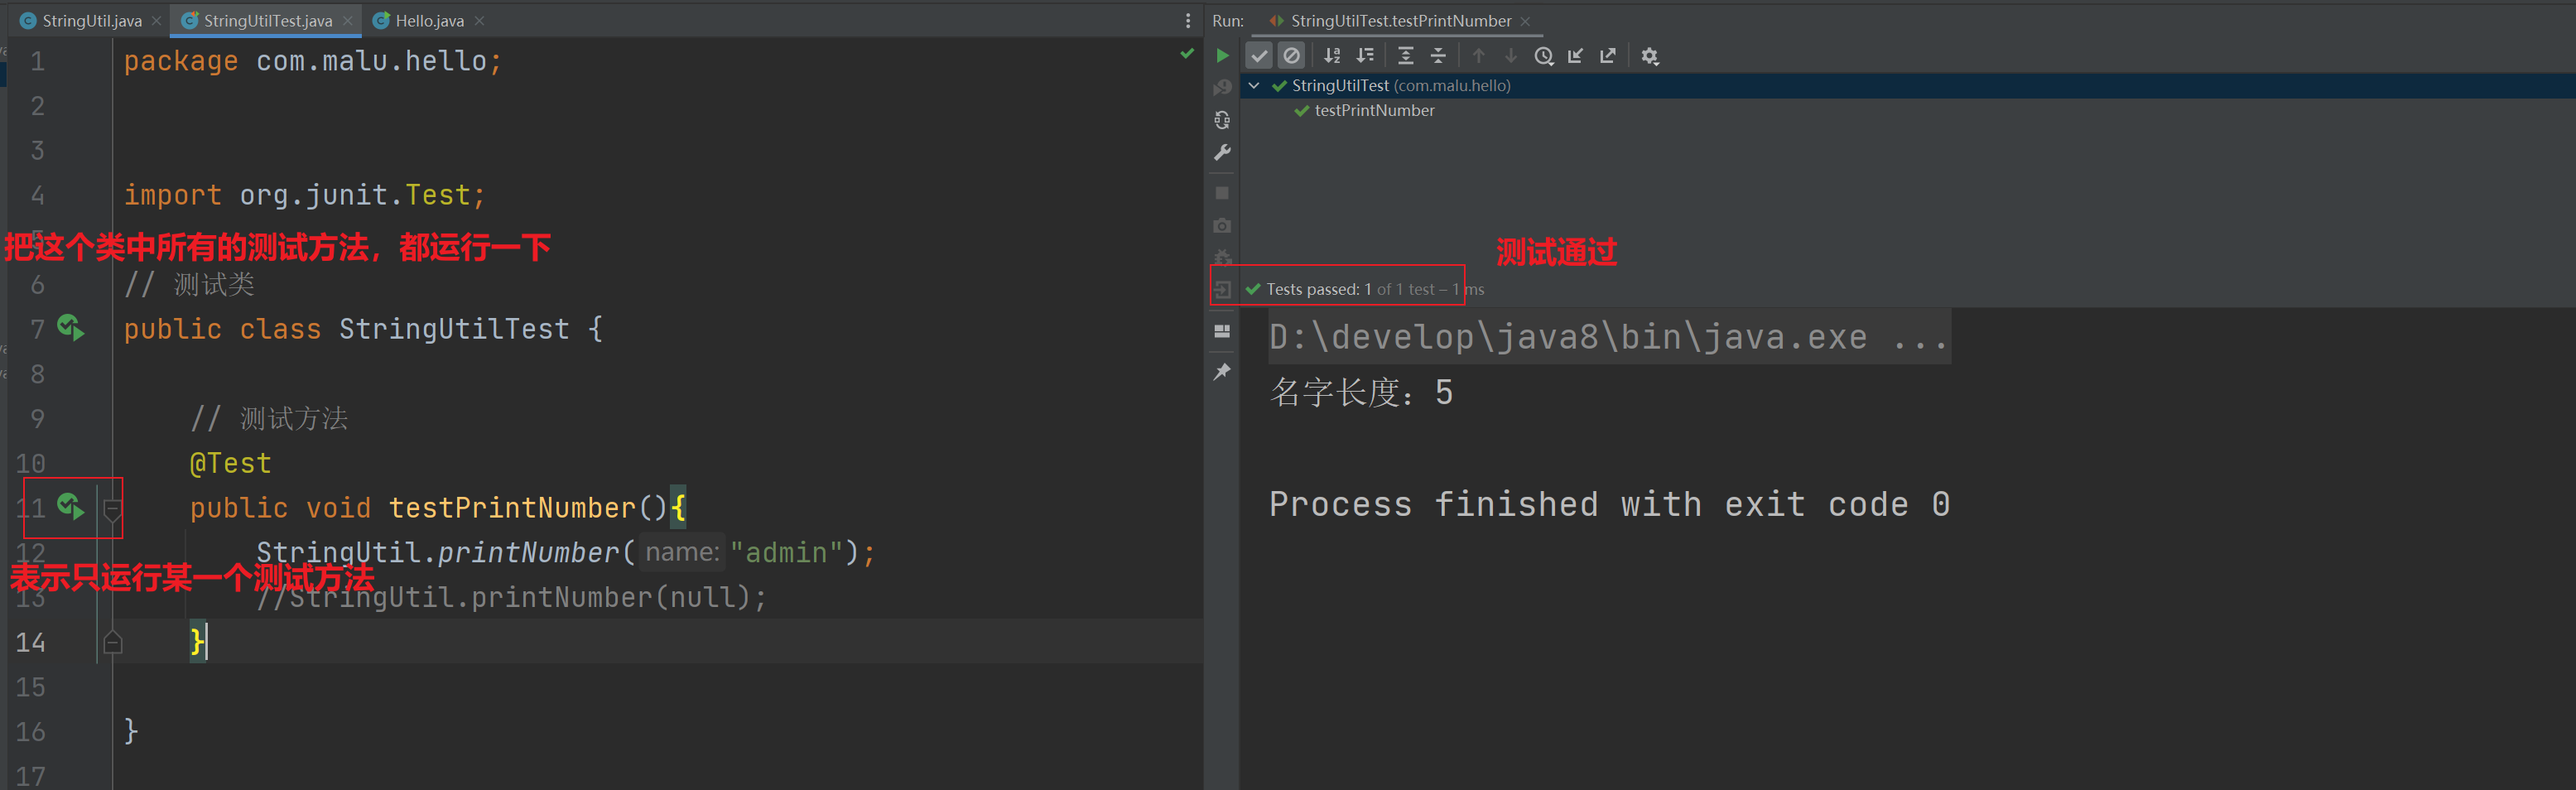 StringUtil.java
StringUtilTest.java
Hello.java
1 package com.malu.hello;
2
3
4 import org.junit.Test;
把这个类中所有的测试方法，都运行一下
6 // 测试类
7 public class StringUtilTest {
8
9 // 测试方法
10 @Test
11 public void testPrintNumber(){
12 StringUtil.printNumber( name: "admin");
表示只运行某一个测试方法
13 //StringUtil.printNumber(null);
14 }
15
16 }
17
Run: StringUtilTest.testPrintNumber
StringUtilTest (com.malu.hello)
testPrintNumber
测试通过
Tests passed: 1 of 1 test – 1 ms
D:\develop\java8\bin\java.exe ...
名字长度：5
Process finished with exit code 0